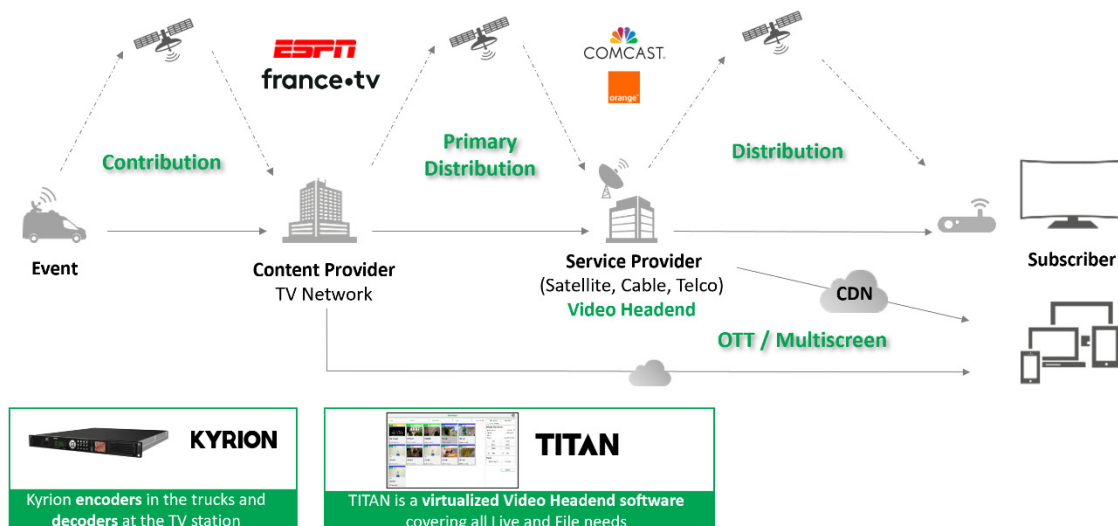 ESPN
france•tv
COMCAST
orange
Contribution
Primary
Distribution
Distribution
Event
Content Provider
TV Network
Service Provider
(Satellite, Cable, Telco)
Video Headend
CDN
Subscriber
OTT / Multiscreen
KYRION
TITAN
Kyrion encoders in the trucks and
decoders at the TV station
TITAN is a virtualized Video Headend software
covering all Live and File needs